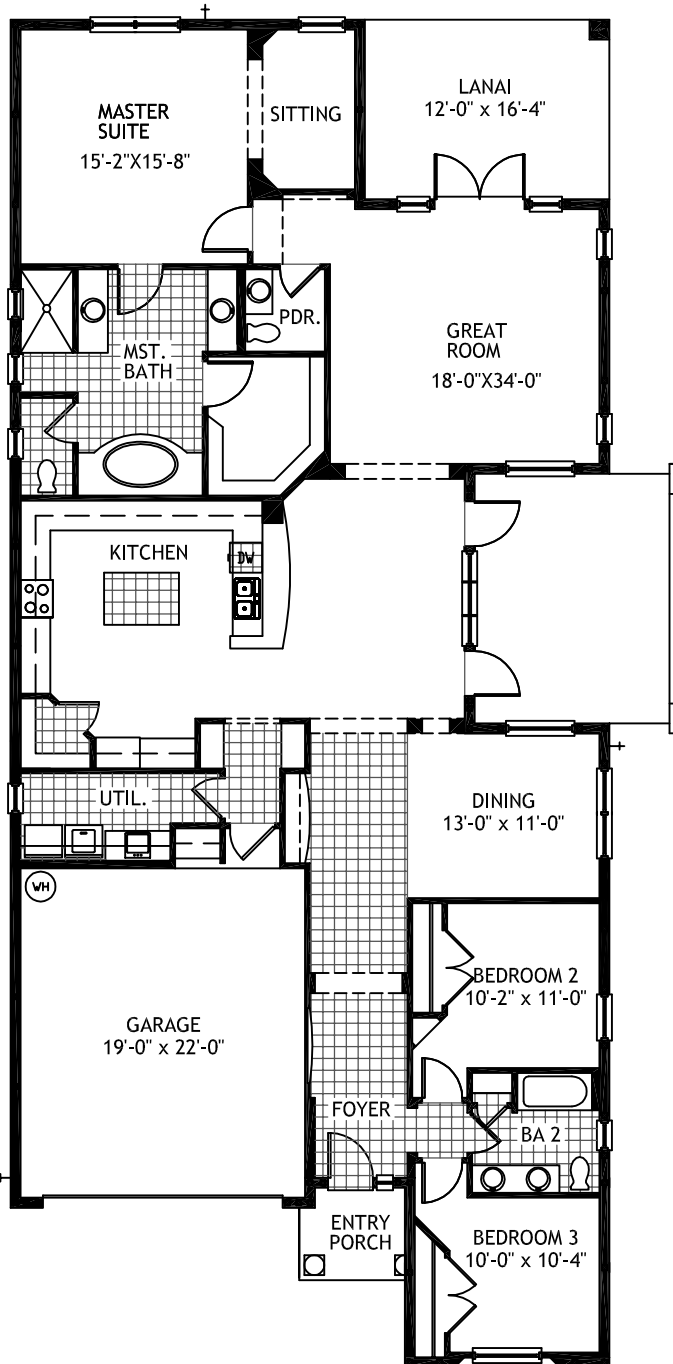 MASTER
SUITE
15'-2"X15'-8"
SITTING
LANAI
12'-0" x 16'-4"
PDR.
GREAT
ROOM
18'-0"X34'-0"
MST.
BATH
KITCHEN
DW
UTIL.
DINING
13'-0" x 11'-0"
WH
BEDROOM 2
10'-2" x 11'-0"
GARAGE
19'-0" x 22'-0"
FOYER
BA 2
ENTRY
PORCH
BEDROOM 3
10'-0" x 10'-4"